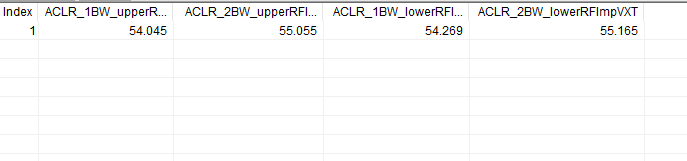 Index ACLR_1BW_upperR... ACLR_2BW_upperRFI... ACLR_1BW_lowerRFI... ACLR_2BW_lowerRFImpVXT
1 54.045 55.055 54.269 55.165